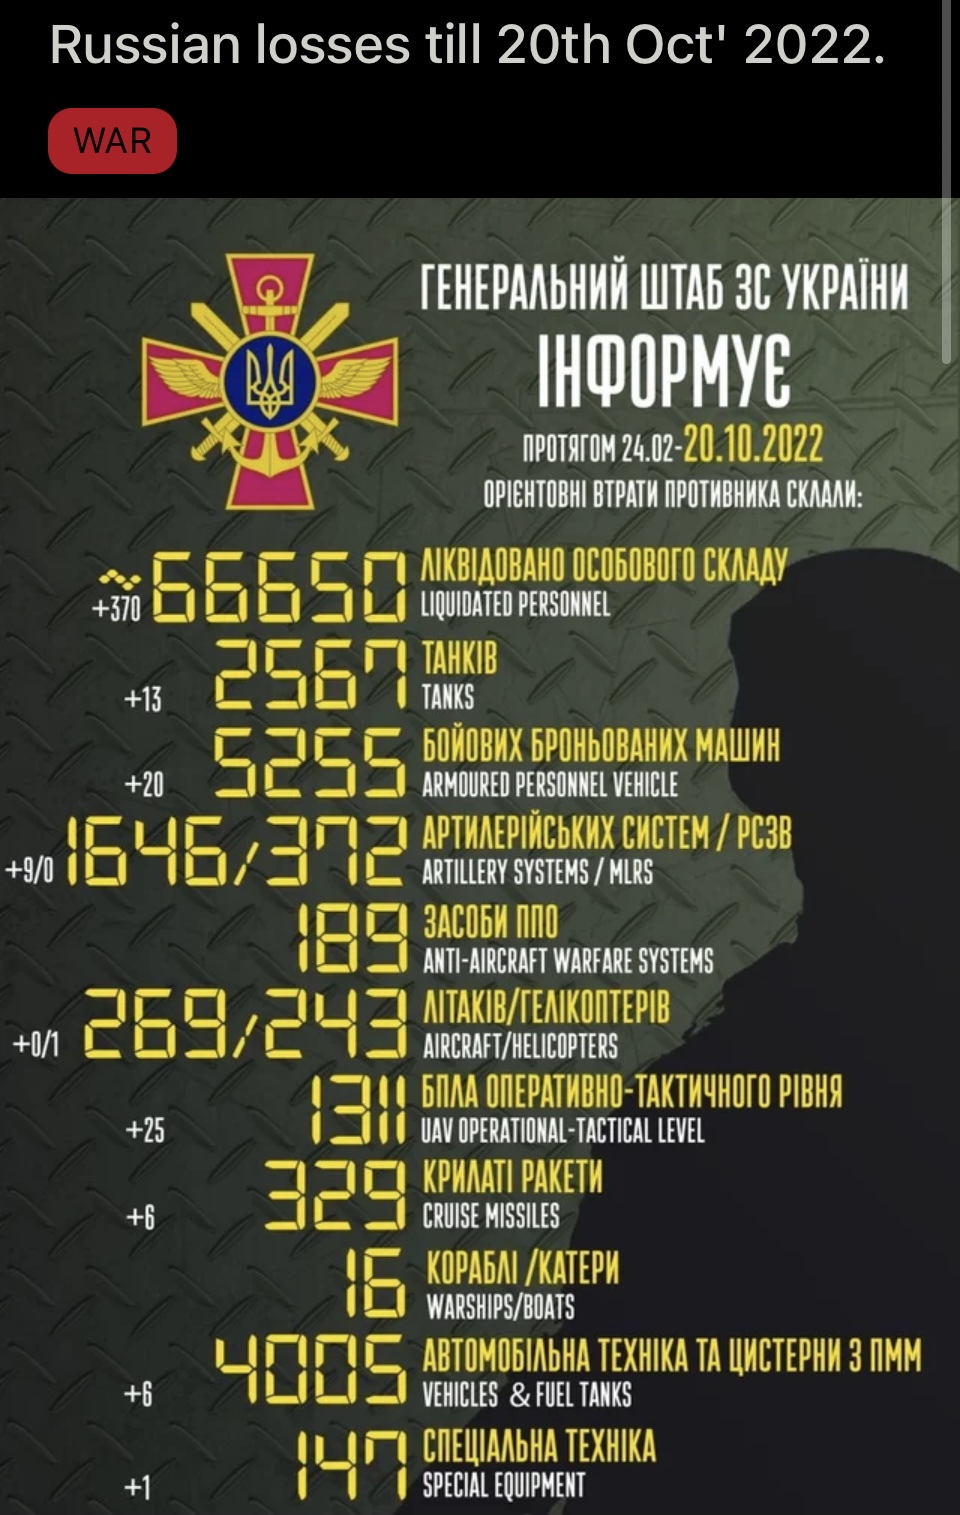 Russian losses till 20th Oct' 2022.
WAR
ГЕНЕРАЛЬНИЙ ШТАБ ЗС УКРАЇНИ
ІНФОРМУЄ
ПРОТЯГОМ 24.02-20.10.2022
ОРІЄНТОВНІ ВТРАТИ ПРОТИВНИКА СКЛАЛИ:
+370 ~66650 ЛІКВІДОВАНО ОСОБОВОГО СКЛАДУ
LIQUIDATED PERSONNEL
+13 2567 ТАНКІВ
TANKS
+20 5255 БОЙОВИХ БРОНЬОВАНИХ МАШИН
ARMOURED PERSONNEL VEHICLE
+9/0 1646/372 АРТИЛЕРІЙСЬКИХ СИСТЕМ / РСЗВ
ARTILLERY SYSTEMS / MLRS
189 ЗАСОБИ ППО
ANTI-AIRCRAFT WARFARE SYSTEMS
+0/1 269/243 ЛІТАКІВ/ГЕЛІКОПТЕРІВ
AIRCRAFT/HELICOPTERS
+25 1311 БПЛА ОПЕРАТИВНО-ТАКТИЧНОГО РІВНЯ
UAV OPERATIONAL-TACTICAL LEVEL
+6 329 КРИЛАТІ РАКЕТИ
CRUISE MISSILES
16 КОРАБЛІ /КАТЕРИ
WARSHIPS/BOATS
+6 4005 АВТОМОБІЛЬНА ТЕХНІКА ТА ЦИСТЕРНИ З ПММ
VEHICLES & FUEL TANKS
+1 147 СПЕЦІАЛЬНА ТЕХНІКА
SPECIAL EQUIPMENT